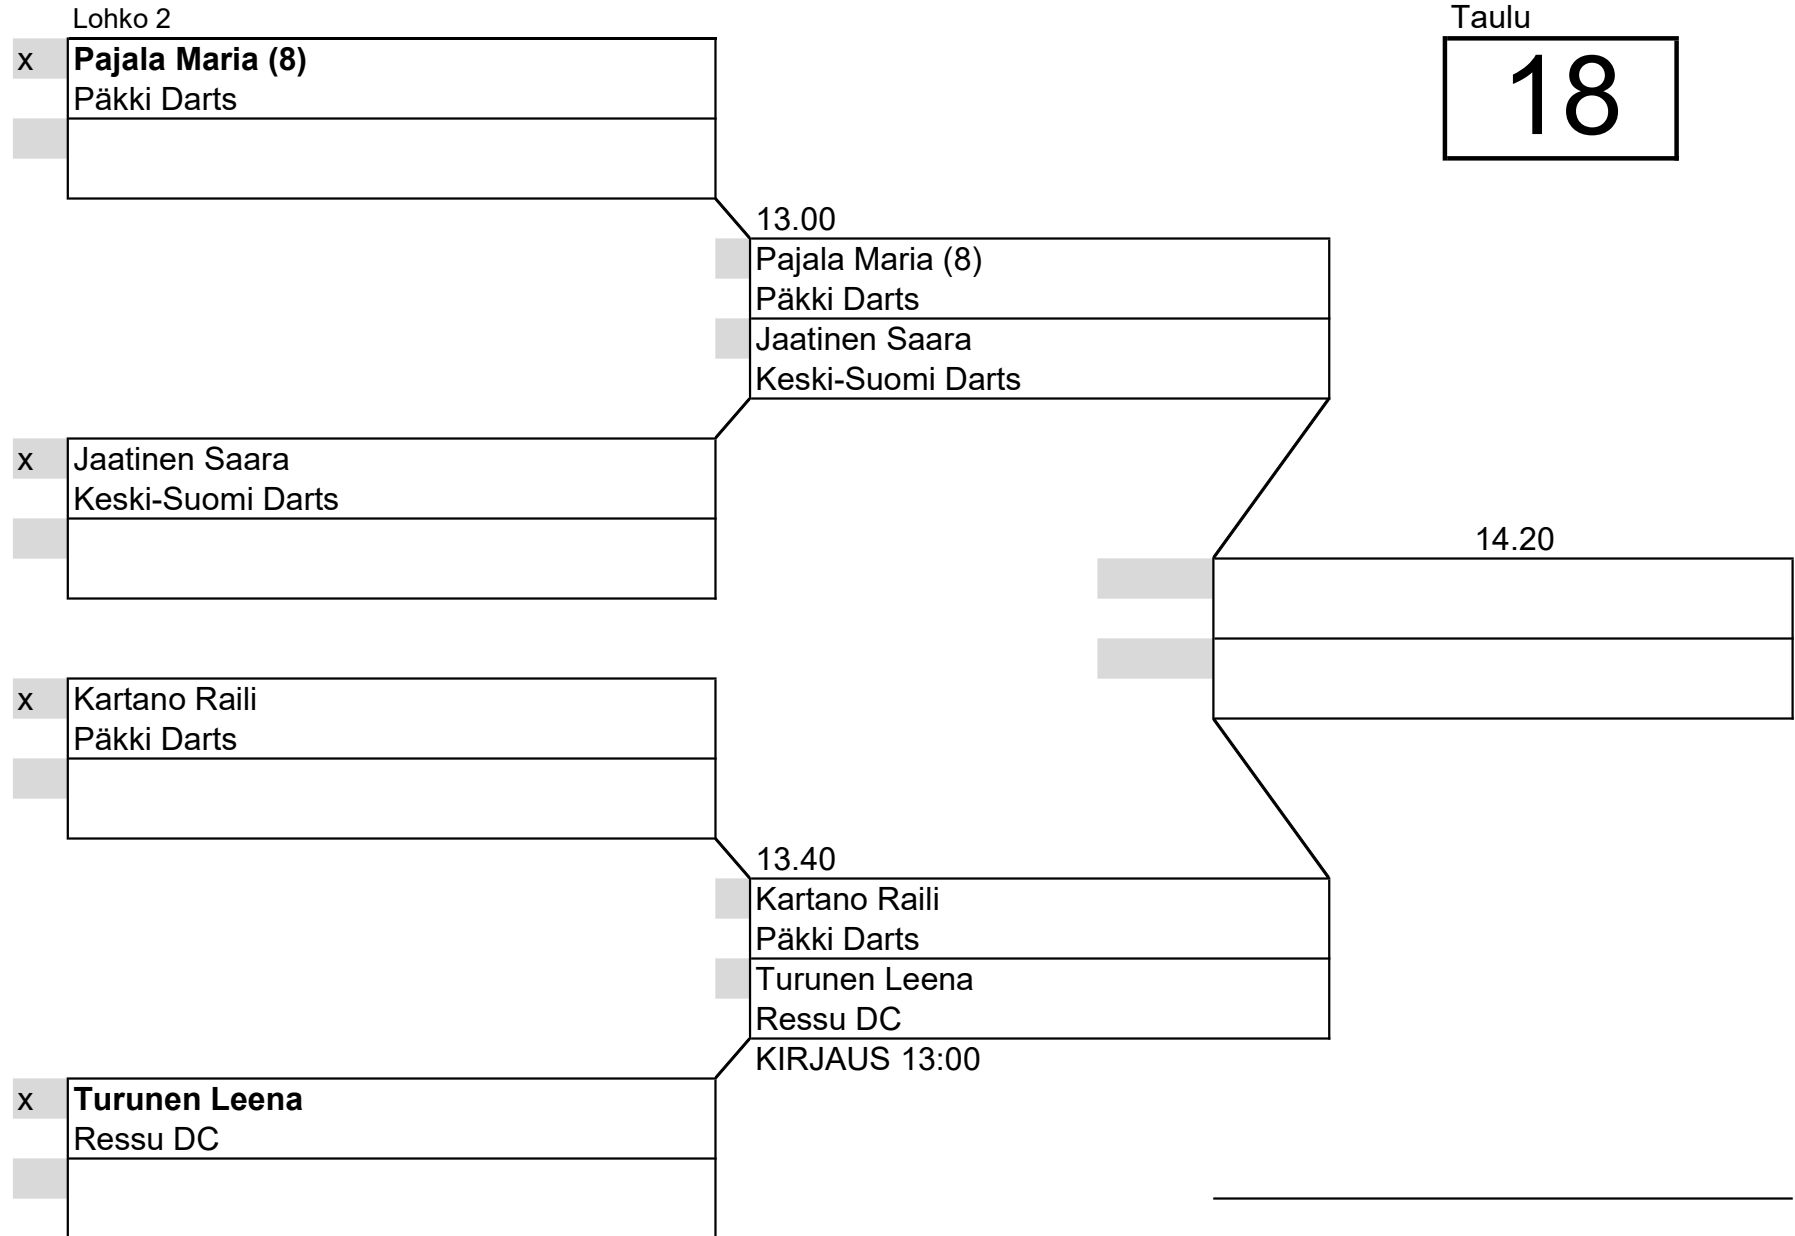 Lohko 2
Taulu
18
x Pajala Maria (8)
Päkki Darts
13.00
Pajala Maria (8)
Päkki Darts
Jaatinen Saara
Keski-Suomi Darts
x Jaatinen Saara
Keski-Suomi Darts
14.20
x Kartano Raili
Päkki Darts
13.40
Kartano Raili
Päkki Darts
Turunen Leena
Ressu DC
KIRJAUS 13:00
x Turunen Leena
Ressu DC